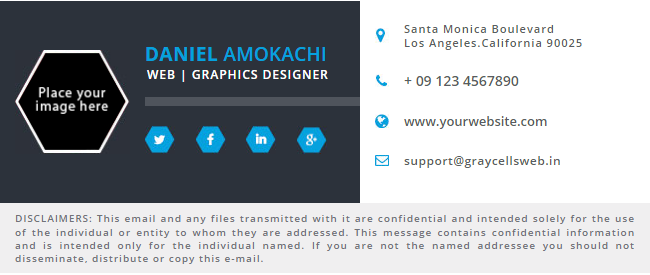 Place your
image here
DANIEL AMOKACHI
WEB | GRAPHICS DESIGNER
f
in
g+
Santa Monica Boulevard
Los Angeles.California 90025
+ 09 123 4567890
www.yourwebsite.com
support@graycellsweb.in
DISCLAIMERS: This email and any files transmitted with it are confidential and intended solely for the use
of the individual or entity to whom they are addressed. This message contains confidential information
and is intended only for the individual named. If you are not the named addressee you should not
disseminate, distribute or copy this e-mail.